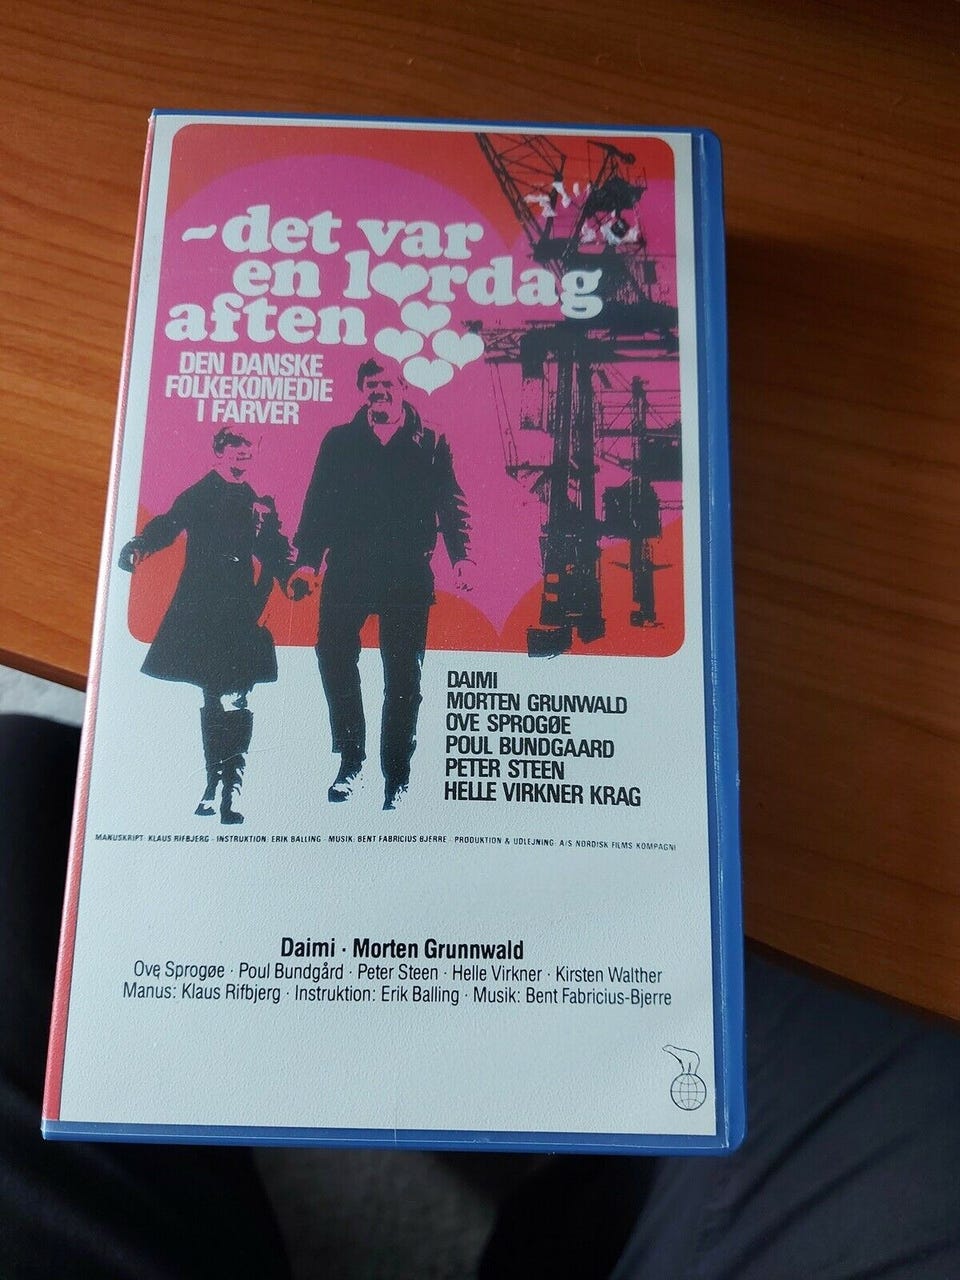 ~det var
en lørdag
aften
DEN DANSKE
FOLKEKOMEDIE
I FARVER
DAIMI
MORTEN GRUNWALD
OVE SPROGØE
POUL BUNDGAARD
PETER STEEN
HELLE VIRKNER KRAG
MANUSKRIPT: KLAUS RIFBJERG · INSTRUKTION: ERIK BALLING · MUSIK: BENT FABRICIUS BJERRE · PRODUKTION & UDLEJNING: A/S NORDISK FILMS KOMPAGNI
Daimi · Morten Grunnwald
Ove Sprogøe · Poul Bundgård · Peter Steen · Helle Virkner · Kirsten Walther
Manus: Klaus Rifbjerg · Instruktion: Erik Balling · Musik: Bent Fabricius-Bjerre